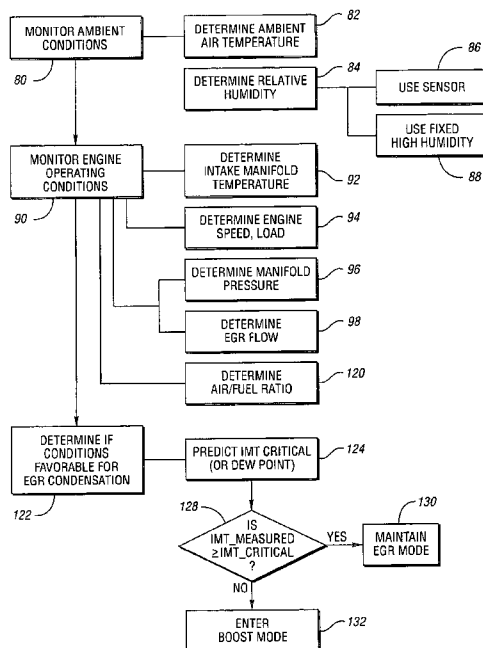 MONITOR AMBIENT
CONDITIONS
80
DETERMINE AMBIENT
AIR TEMPERATURE
82
DETERMINE RELATIVE
HUMIDITY
84
USE SENSOR
86
USE FIXED
HIGH HUMIDITY
88
MONITOR ENGINE
OPERATING
CONDITIONS
90
DETERMINE
INTAKE MANIFOLD
TEMPERATURE
92
DETERMINE ENGINE
SPEED, LOAD
94
DETERMINE MANIFOLD
PRESSURE
96
DETERMINE
EGR FLOW
98
DETERMINE
AIR/FUEL RATIO
120
DETERMINE IF
CONDITIONS
FAVORABLE FOR
EGR CONDENSATION
122
PREDICT IMT CRITICAL
(OR DEW POINT)
124
128
IS
IMT_MEASURED
≥IMT_CRITICAL
?
YES
MAINTAIN
EGR MODE
130
NO
ENTER
BOOST MODE
132